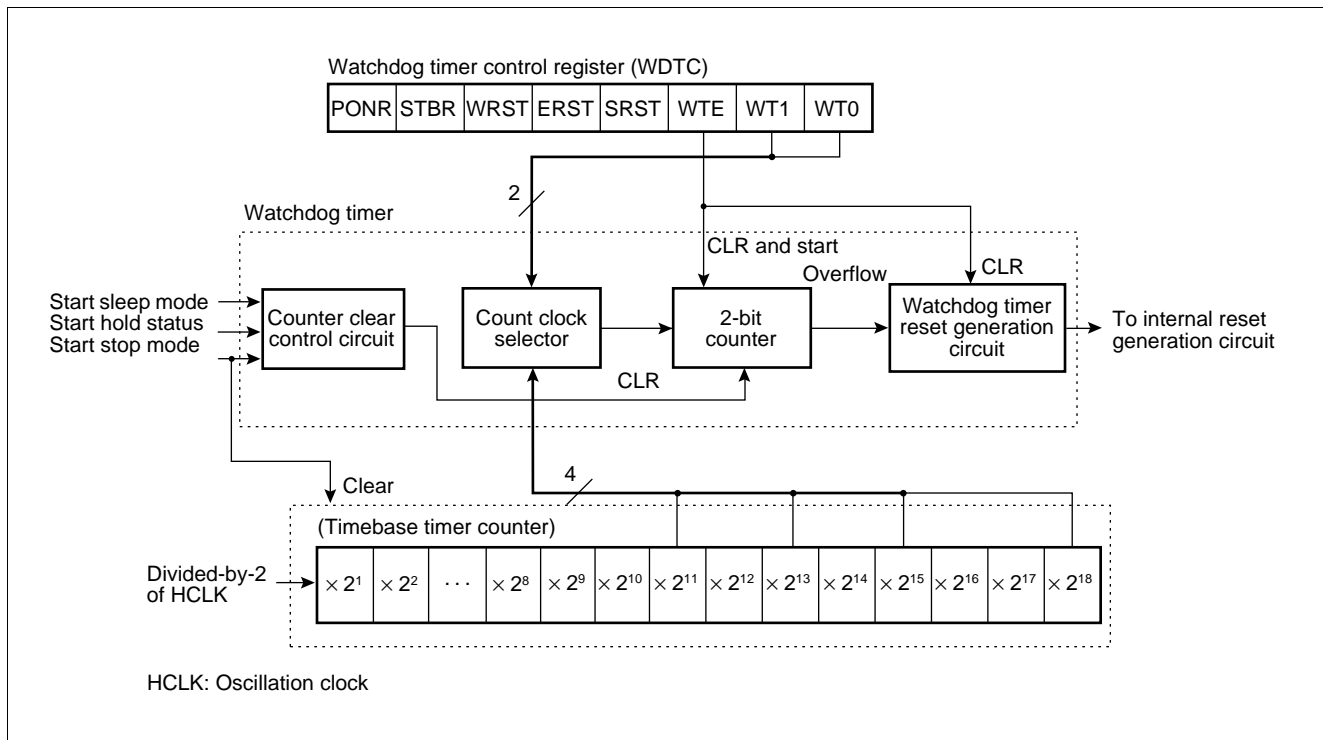 Watchdog timer control register (WDTC)
PONR STBR WRST ERST SRST WTE WT1 WT0
2
Watchdog timer
CLR and start
Overflow
CLR
Start sleep mode
Start hold status
Start stop mode
Counter clear
control circuit
Count clock
selector
2-bit
counter
Watchdog timer
reset generation
circuit
To internal reset
generation circuit
CLR
4
Clear
(Timebase timer counter)
Divided-by-2
of HCLK
× 2¹ × 2² ··· × 2⁸ × 2⁹ × 2¹⁰ × 2¹¹ × 2¹² × 2¹³ × 2¹⁴ × 2¹⁵ × 2¹⁶ × 2¹⁷ × 2¹⁸
HCLK: Oscillation clock